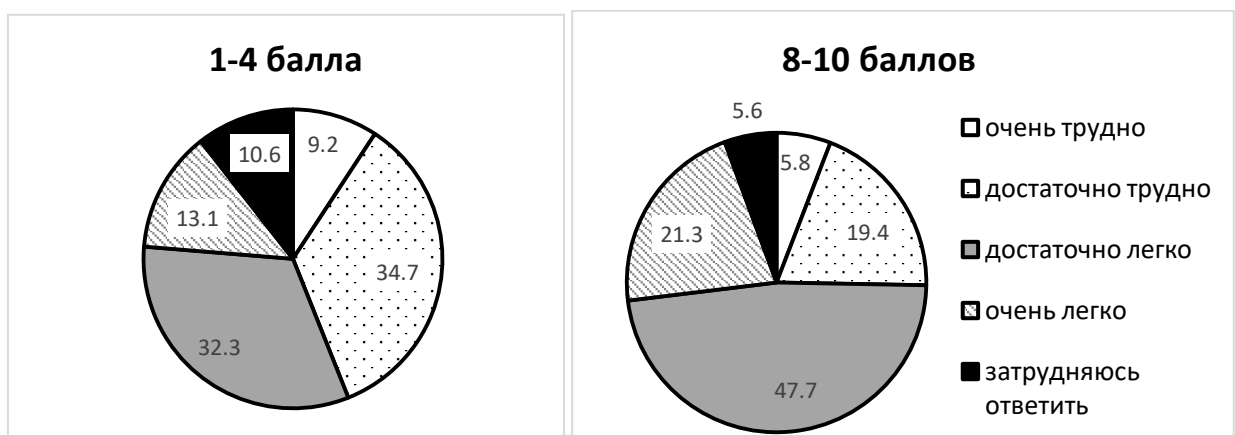 1-4 балла
10.6
9.2
13.1
34.7
32.3
8-10 баллов
5.6
5.8
21.3
19.4
47.7
очень трудно
достаточно трудно
достаточно легко
очень легко
затрудняюсь
ответить